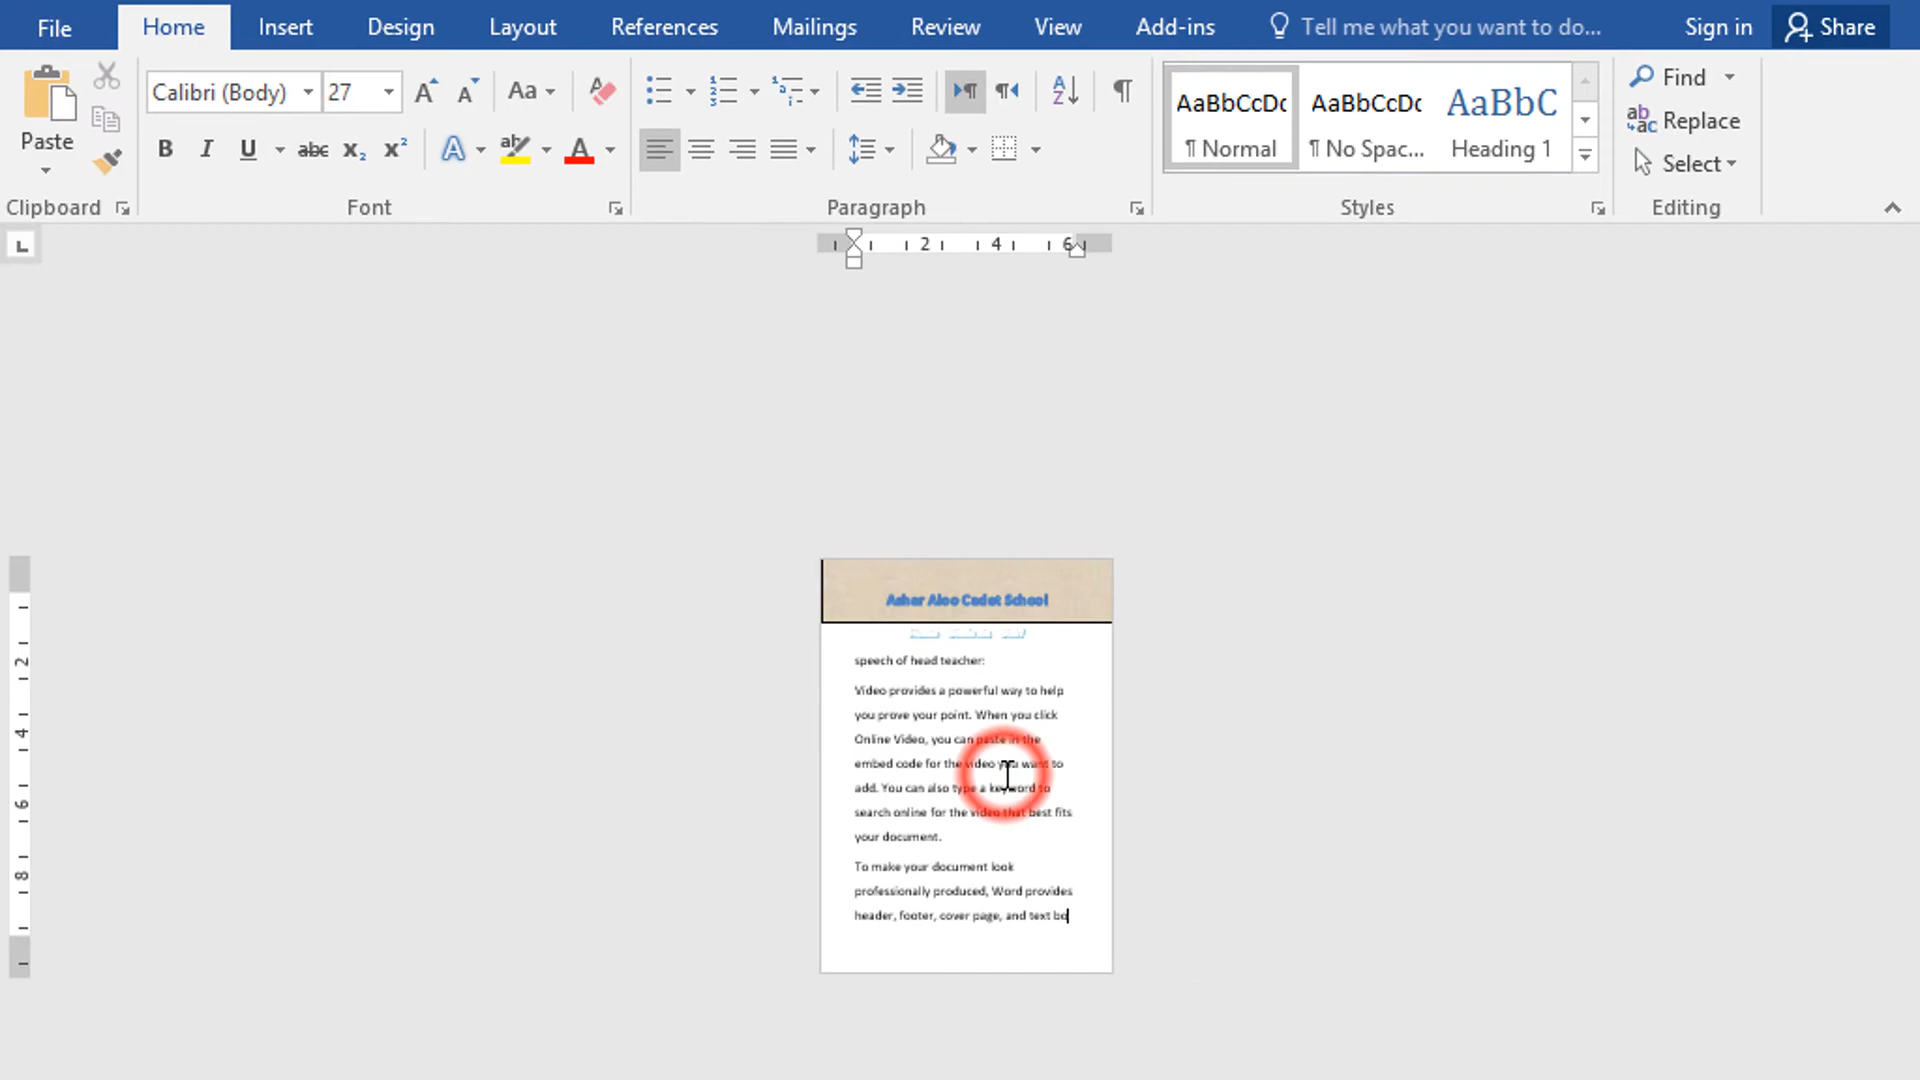 File Home Insert Design Layout References Mailings Review View Add-ins Tell me what you want to do... Sign in Share
Calibri (Body) 27 Aa AaBbCcDc AaBbCcDc AaBbC Find
Paste B I U abc x₂ x² A ab A ¶ Normal ¶ No Spac... Heading 1 Replace
Select
Clipboard Font Paragraph Styles Editing
2 4 6
2
4
6
8
Asher Aloo Cadet School
speech of head teacher:
Video provides a powerful way to help
you prove your point. When you click
Online Video, you can paste in the
embed code for the video you want to
add. You can also type a keyword to
search online for the video that best fits
your document.
To make your document look
professionally produced, Word provides
header, footer, cover page, and text bo